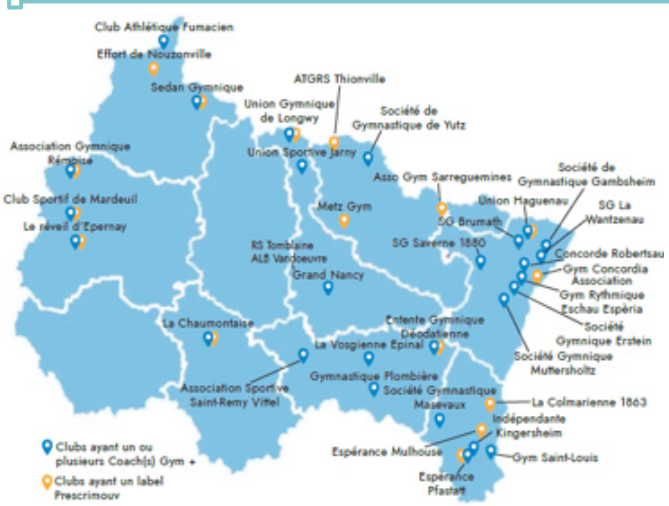 Club Athlétique Fumacien
Effort de Nouzonville
Sedan Gymnique
ATGRS Thionville
Union Gymnique
de Longwy
Société de
Gymnastique de Yutz
Union Sportive Jarny
Association Gymnique
Rémoise
Club Sportif de Mardeuil
Le réveil d'Epernay
Asso Gym Sarreguemines
Metz Gym
Société de
Gymnastique Gambsheim
Union Haguenau
SG La
Wantzenau
SG Brumath
SG Saverne 1880
Concorde Robertsau
Gym Concordia
Association
Gym Rythmique
Eschau Espèria
Société
Gymnique Erstein
Société Gymnique
Muttersholtz
RS Tomblaine
ALB Vandoeuvre
Grand Nancy
La Chaumontaise
Entente Gymnique
Déodatienne
La Vosgienne Epinal
Gymnastique Plombière
Association Sportive
Saint-Remy Vittel
Société Gymnastique
Masevaux
La Colmarienne 1863
Indépendante
Kingersheim
Espérance Mulhouse
Gym Saint-Louis
Espérance
Pfastatt
Clubs ayant un ou
plusieurs Coach(s) Gym +
Clubs ayant un label
Prescrimouv